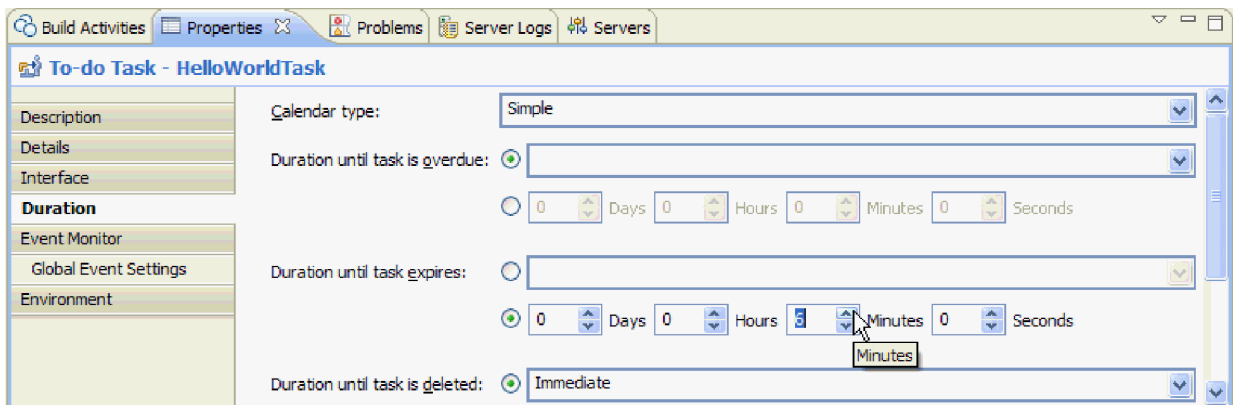 Build Activities Properties Problems Server Logs Servers
To-do Task - HelloWorldTask
Description
Details
Interface
Duration
Event Monitor
Global Event Settings
Environment
Calendar type: Simple
Duration until task is overdue:
0 Days 0 Hours 0 Minutes 0 Seconds
Duration until task expires:
0 Days 0 Hours 5 Minutes 0 Seconds
Minutes
Duration until task is deleted: Immediate